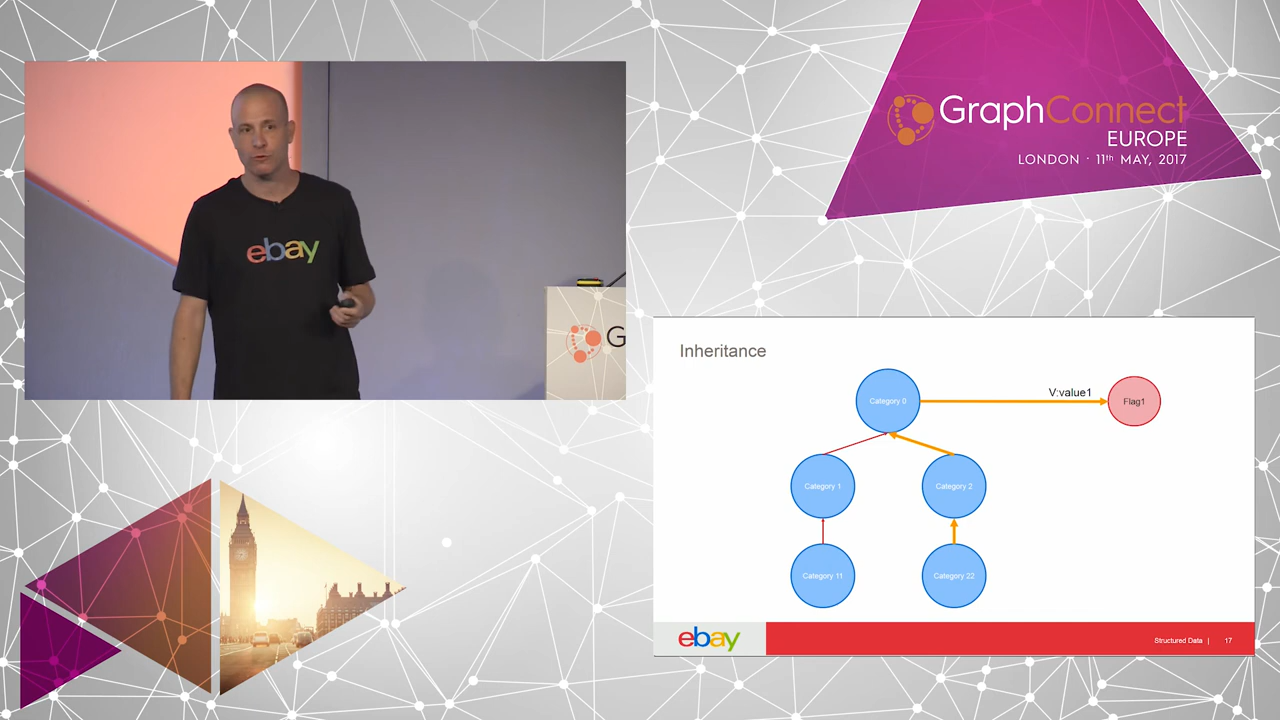 GraphConnect
EUROPE
LONDON · 11th MAY, 2017
ebay
G
Inheritance
V:value1
Category 0
Flag1
Category 1
Category 2
Category 11
Category 22
ebay
Structured Data | 17